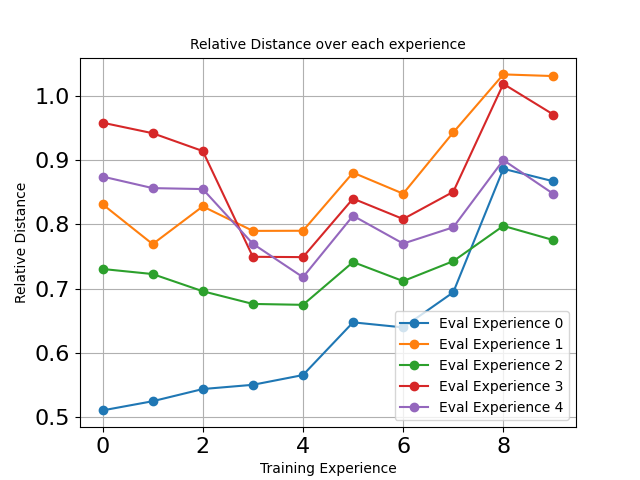 Relative Distance over each experience
1.0
0.9
0.8
0.7
0.6
0.5
Relative Distance
0 2 4 6 8
Training Experience
Eval Experience 0
Eval Experience 1
Eval Experience 2
Eval Experience 3
Eval Experience 4